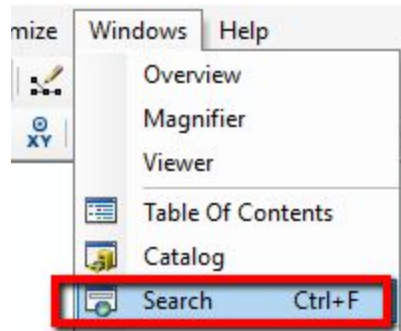 mize Windows Help
Overview
Magnifier
XY
Viewer
Table Of Contents
Catalog
Search Ctrl+F